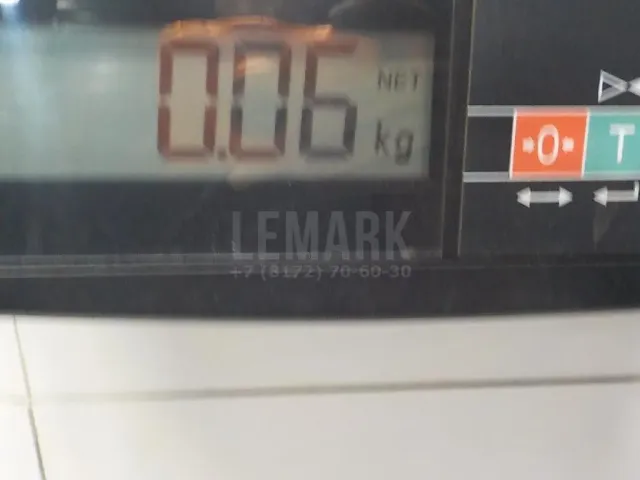 0.06
NET
kg
→0←
T
LEMARK
+7 (8172) 70-60-30